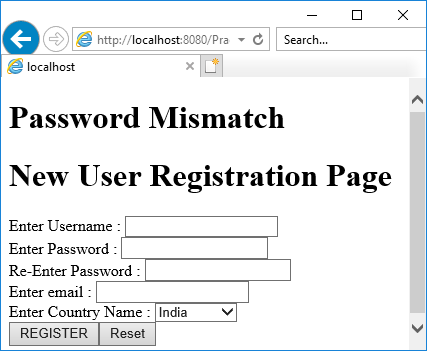 http://localhost:8080/Pra
Search...
localhost
Password Mismatch
New User Registration Page
Enter Username :
Enter Password :
Re-Enter Password :
Enter email :
Enter Country Name : India
REGISTER Reset